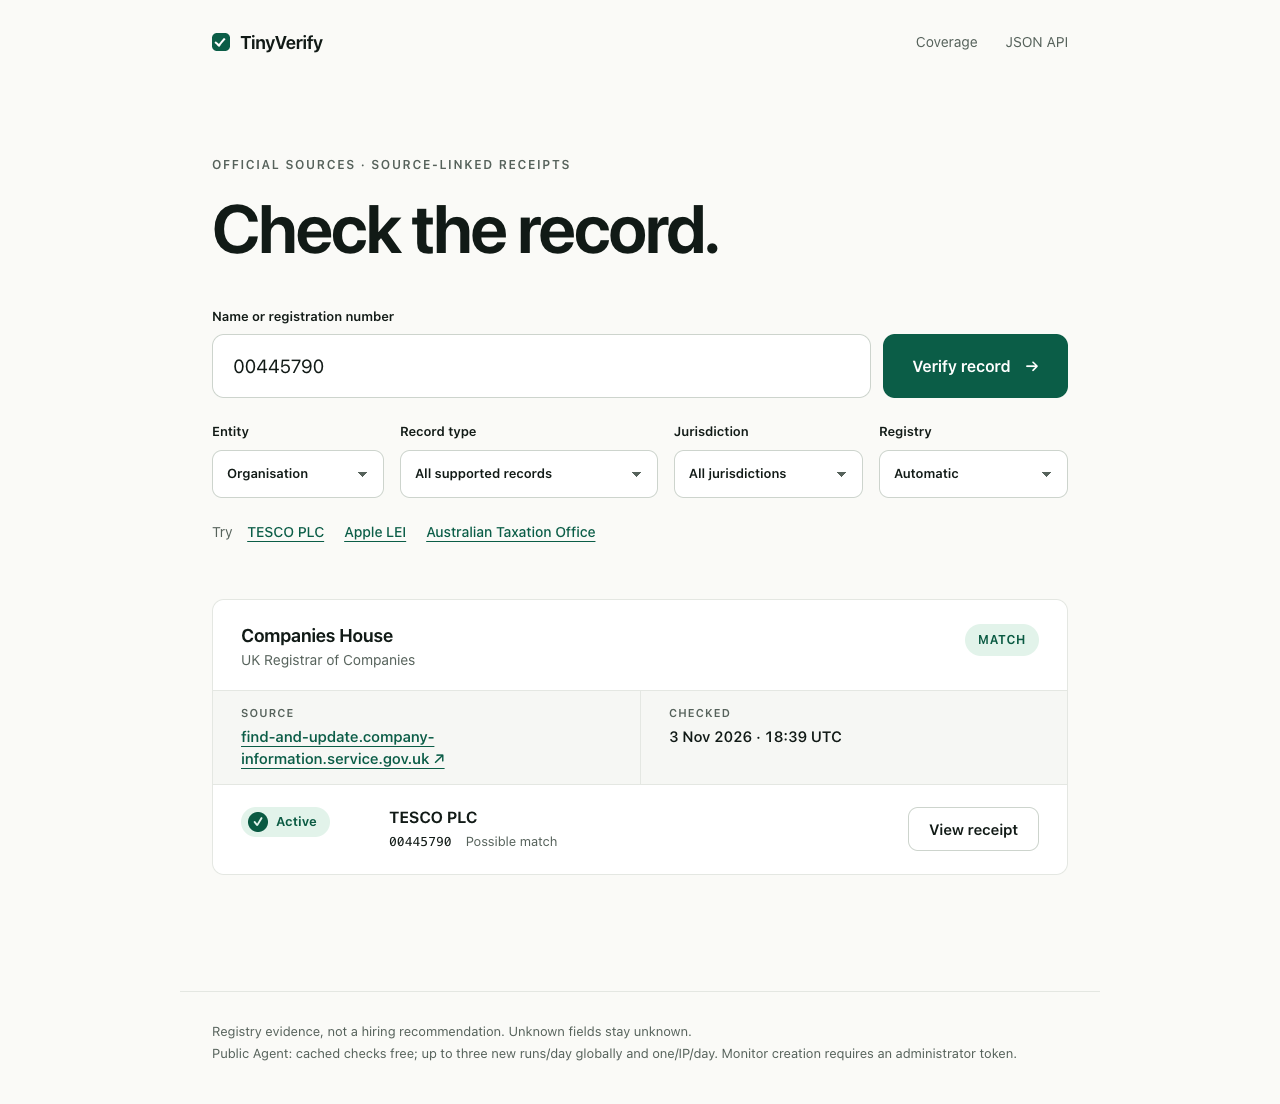 TinyVerify
Coverage JSON API
OFFICIAL SOURCES · SOURCE-LINKED RECEIPTS
Check the record.
Name or registration number
00445790
Verify record →
Entity Record type Jurisdiction Registry
Organisation All supported records All jurisdictions Automatic
Try TESCO PLC Apple LEI Australian Taxation Office
Companies House
MATCH
UK Registrar of Companies
SOURCE
find-and-update.company-
information.service.gov.uk ↗
CHECKED
3 Nov 2026 · 18:39 UTC
Active
TESCO PLC
00445790 Possible match
View receipt
Registry evidence, not a hiring recommendation. Unknown fields stay unknown.
Public Agent: cached checks free; up to three new runs/day globally and one/IP/day. Monitor creation requires an administrator token.